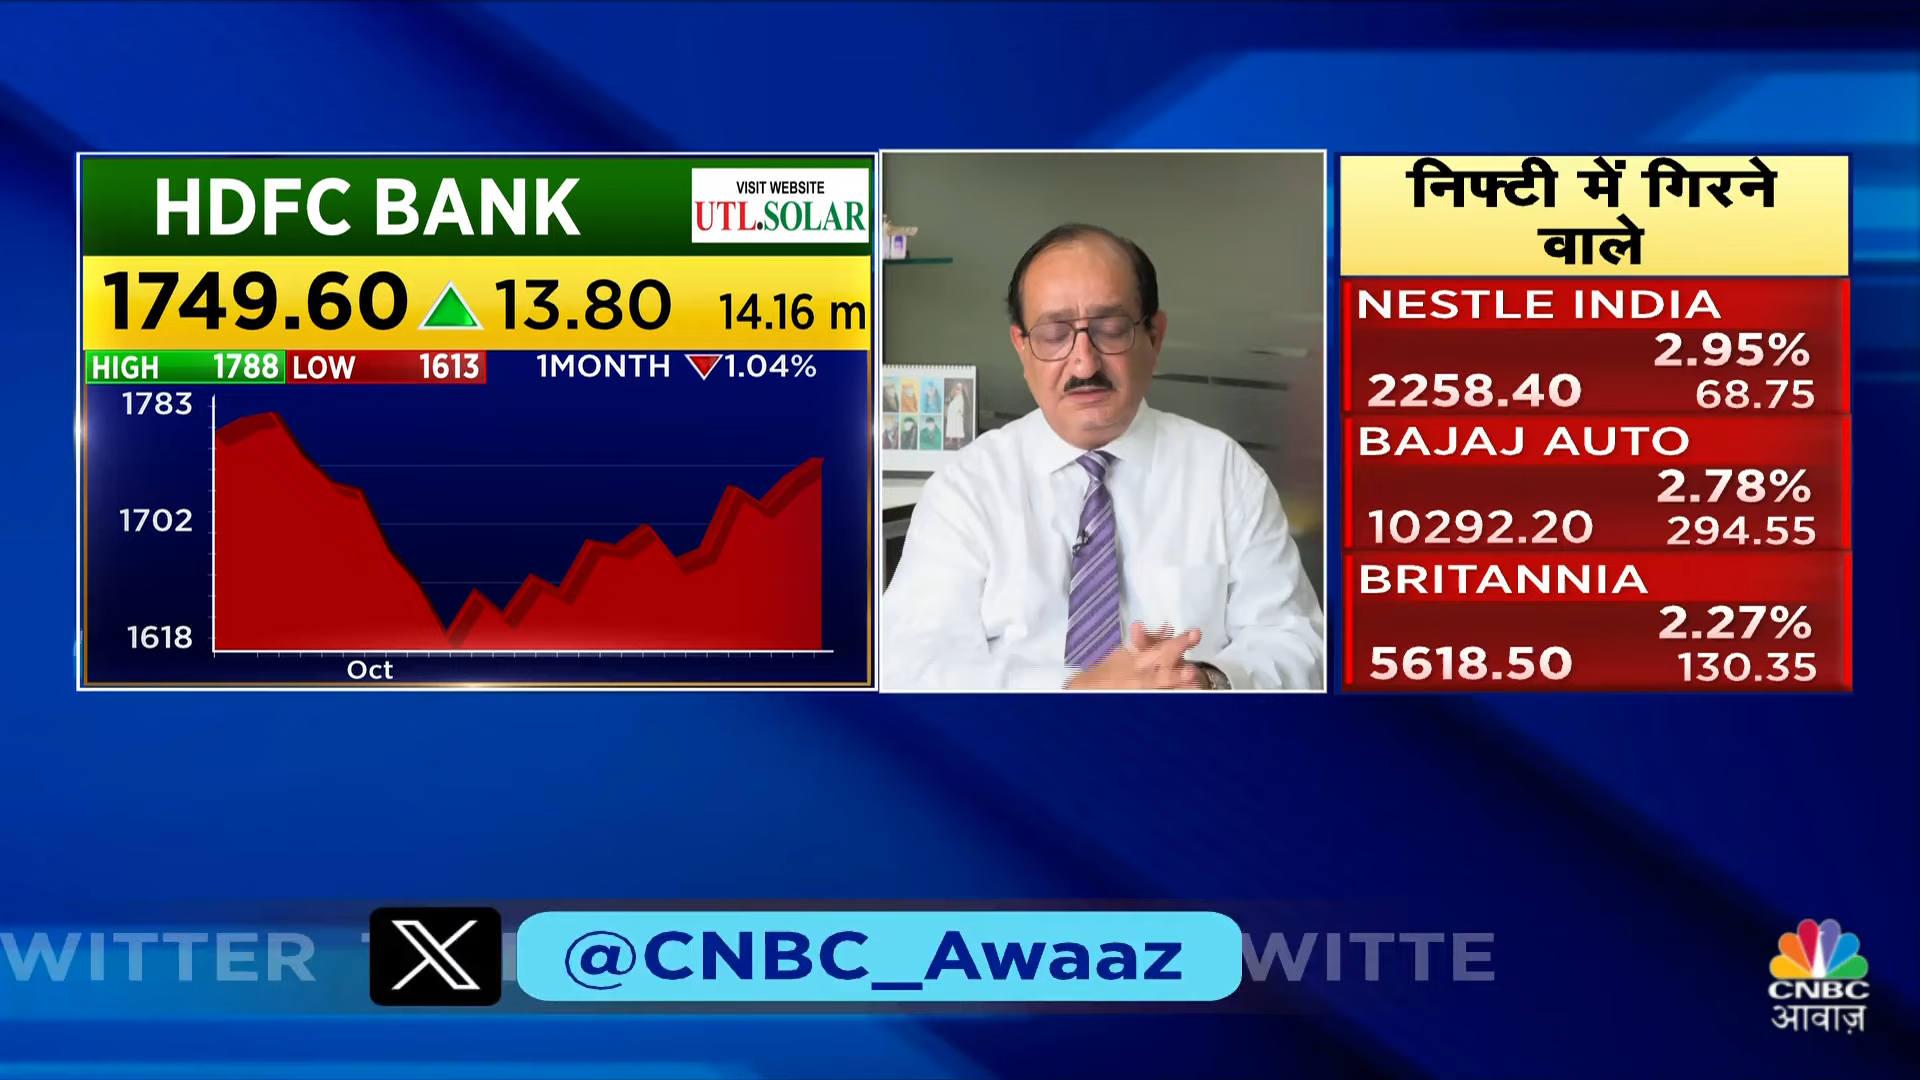 HDFC BANK
VISIT WEBSITE
UTL.SOLAR
1749.60 13.80 14.16 m
HIGH 1788 LOW 1613 1MONTH 1.04%
1783
1702
1618
Oct
निफ्टी में गिरने
वाले
NESTLE INDIA
2.95%
2258.40 68.75
BAJAJ AUTO
2.78%
10292.20 294.55
BRITANNIA
2.27%
5618.50 130.35
WITTER T @CNBC_Awaaz WITTE
CNBC
आवाज़